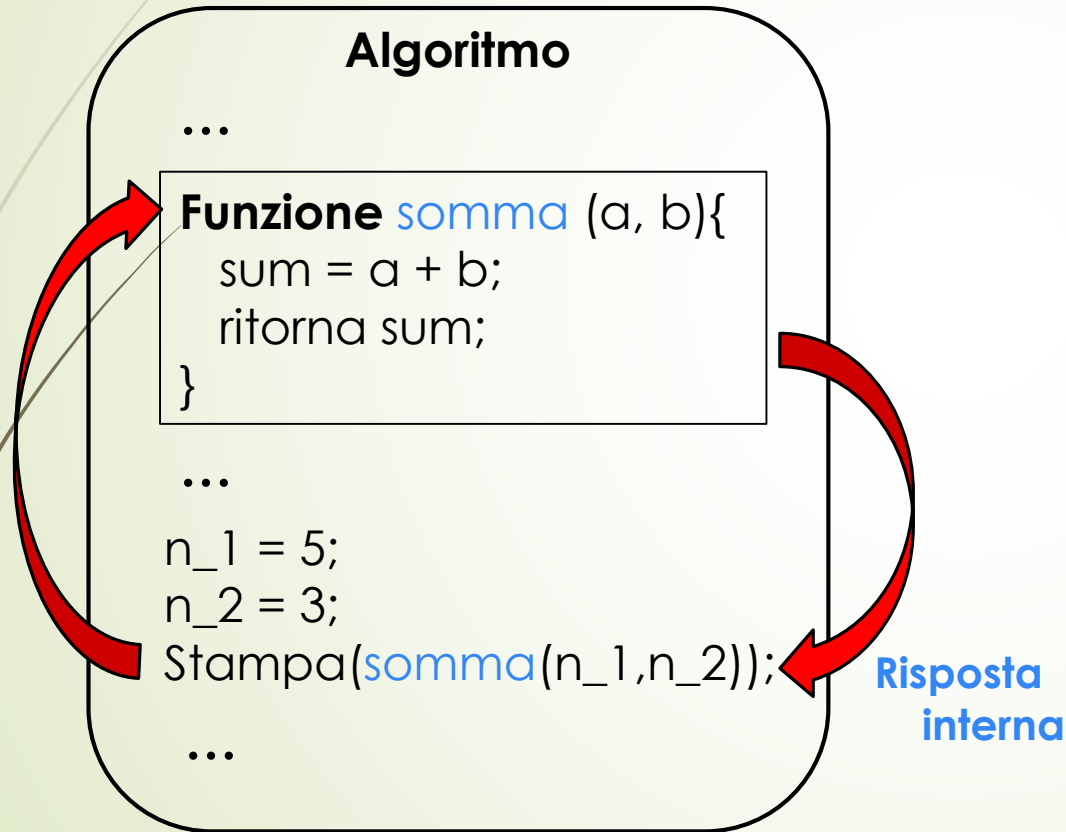 Algoritmo
...
Funzione somma (a, b){
sum = a + b;
ritorna sum;
}
...
n_1 = 5;
n_2 = 3;
Stampa(somma(n_1,n_2));
Risposta
interna
...